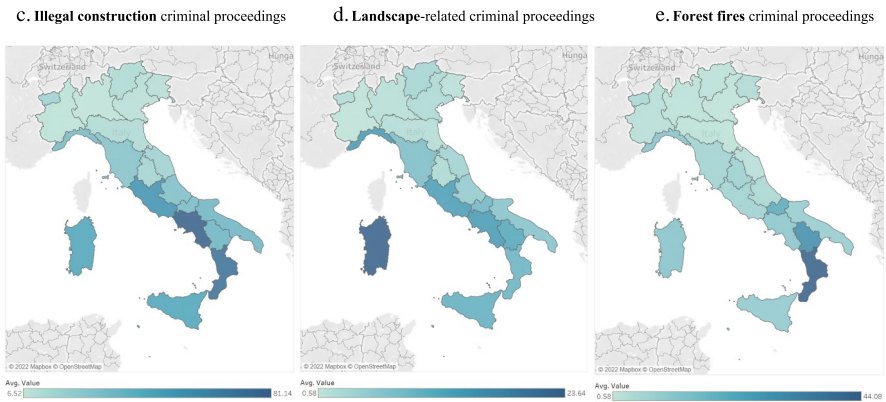 c. Illegal construction criminal proceedings
d. Landscape-related criminal proceedings
e. Forest fires criminal proceedings
Switzerland
Hunga
Italy
© 2022 Mapbox © OpenStreetMap
Avg. Value
6.52
81.14
Switzerland
Hunga
Italy
© 2022 Mapbox © OpenStreetMap
Avg. Value
0.58
23.64
Switzerland
Hunga
Italy
© 2022 Mapbox © OpenStreetMap
Avg. Value
0.58
44.08